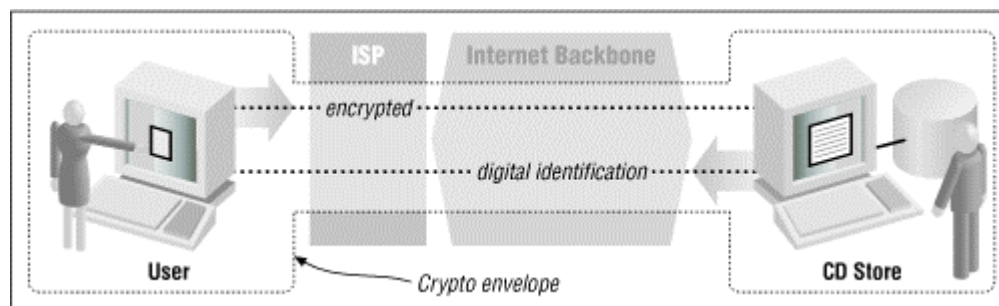 ISP
Internet Backbone
encrypted
digital identification
User
CD Store
Crypto envelope